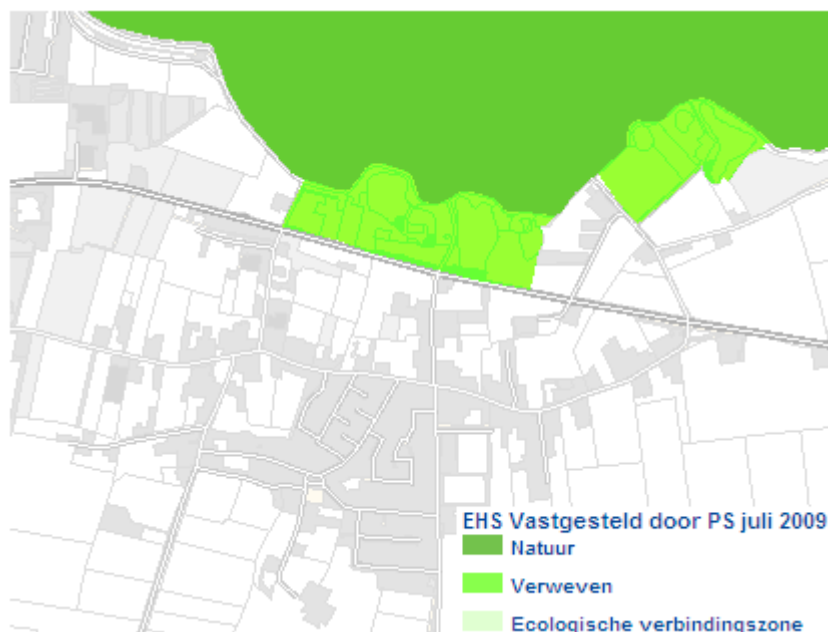 EHS Vastgesteld door PS juli 2009
Natuur
Verweven
Ecologische verbindingszone